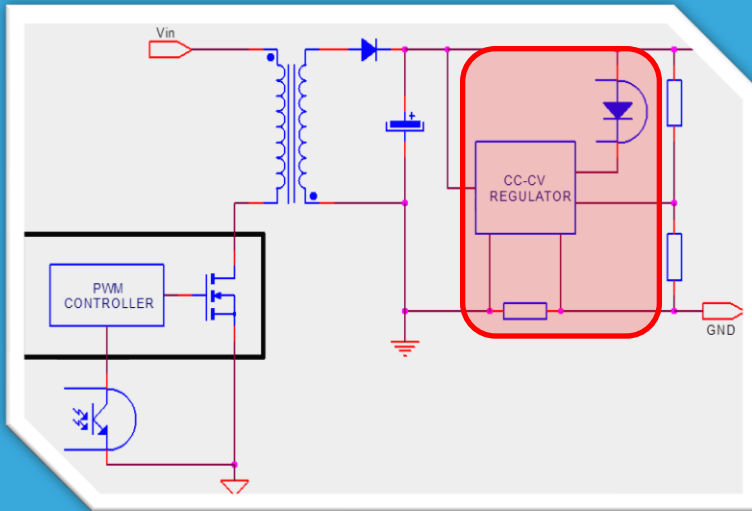 Vin
CC-CV
REGULATOR
PWM
CONTROLLER
GND